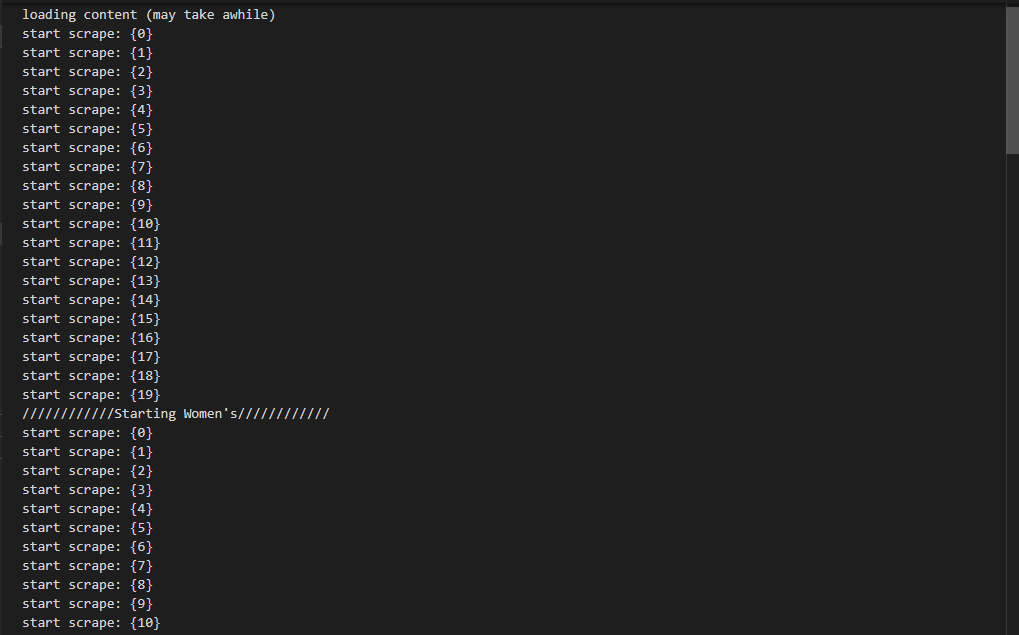 loading content (may take awhile)
start scrape: {0}
start scrape: {1}
start scrape: {2}
start scrape: {3}
start scrape: {4}
start scrape: {5}
start scrape: {6}
start scrape: {7}
start scrape: {8}
start scrape: {9}
start scrape: {10}
start scrape: {11}
start scrape: {12}
start scrape: {13}
start scrape: {14}
start scrape: {15}
start scrape: {16}
start scrape: {17}
start scrape: {18}
start scrape: {19}
////////////Starting Women's////////////
start scrape: {0}
start scrape: {1}
start scrape: {2}
start scrape: {3}
start scrape: {4}
start scrape: {5}
start scrape: {6}
start scrape: {7}
start scrape: {8}
start scrape: {9}
start scrape: {10}